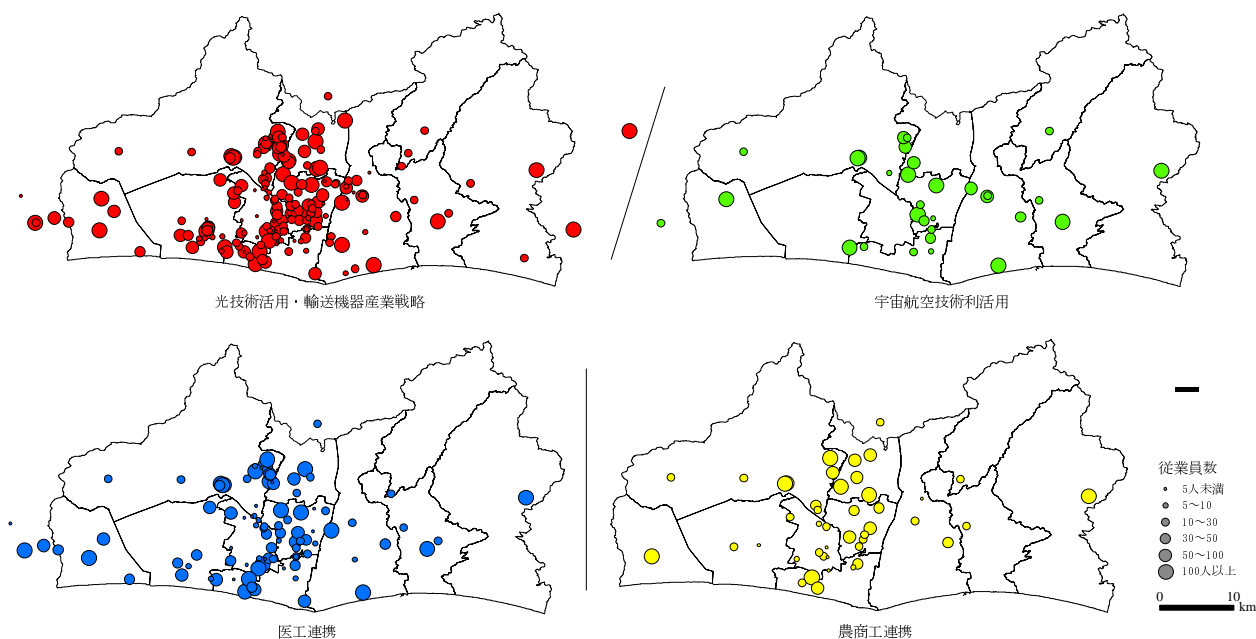 光技術活用・輸送機器産業戦略
宇宙航空技術利活用
医工連携
農商工連携
従業員数
5人未満
5～10
10～30
30～50
50～100
100人以上
0 10
km